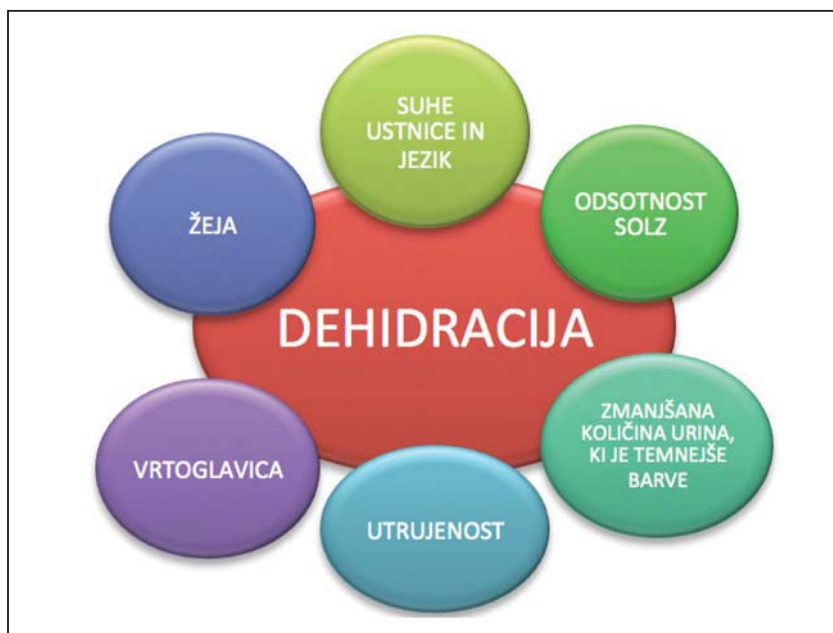 SUHE
USTNICE IN
JEZIK
ODSOTNOST
SOLZ
ŽEJA
DEHIDRACIJA
ZMANJŠANA
KOLIČINA URINA,
KI JE TEMNEJŠE
BARVE
VRTOGLAVICA
UTRUJENOST